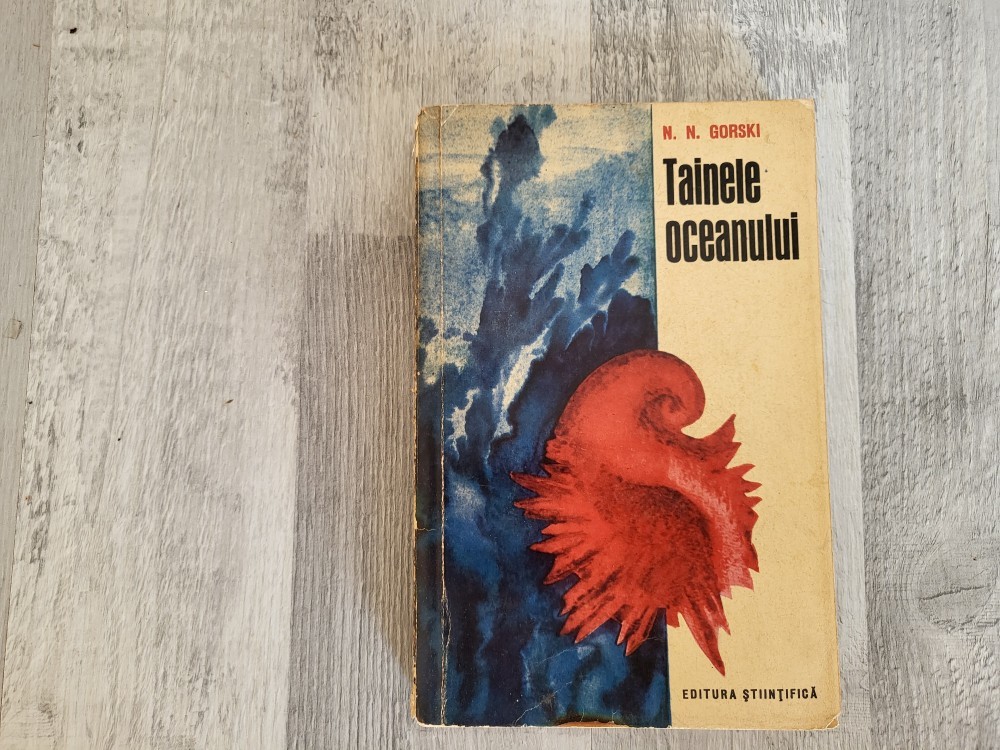 N. N. GORSKI
Tainele
oceanului
EDITURA ŞTIINŢIFICĂ